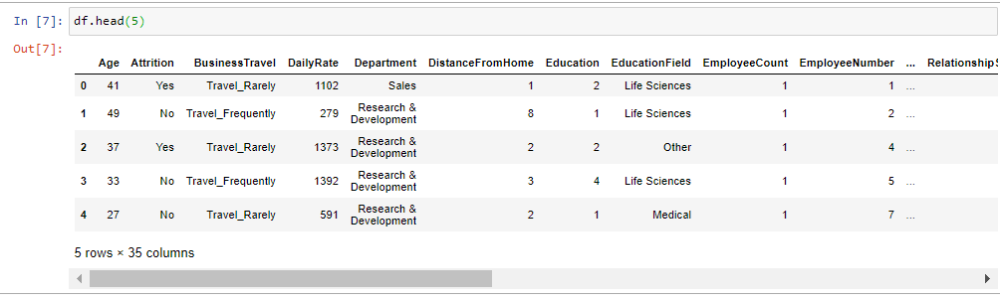 In [7]: df.head(5)
Out[7]:
Age Attrition BusinessTravel DailyRate Department DistanceFromHome Education EducationField EmployeeCount EmployeeNumber ... RelationshipS
0 41 Yes Travel_Rarely 1102 Sales 1 2 Life Sciences 1 1 ...
1 49 No Travel_Frequently 279 Research & Development 8 1 Life Sciences 1 2 ...
2 37 Yes Travel_Rarely 1373 Research & Development 2 2 Other 1 4 ...
3 33 No Travel_Frequently 1392 Research & Development 3 4 Life Sciences 1 5 ...
4 27 No Travel_Rarely 591 Research & Development 2 1 Medical 1 7 ...
5 rows × 35 columns